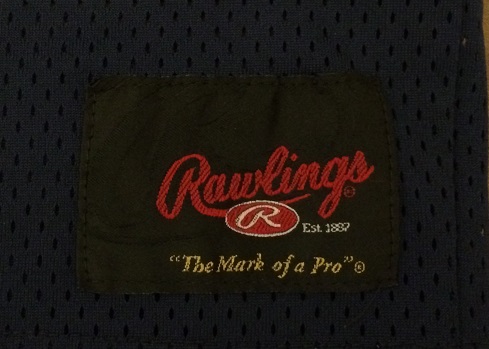 Rawlings®
R
Est. 1887
"The Mark of a Pro"®